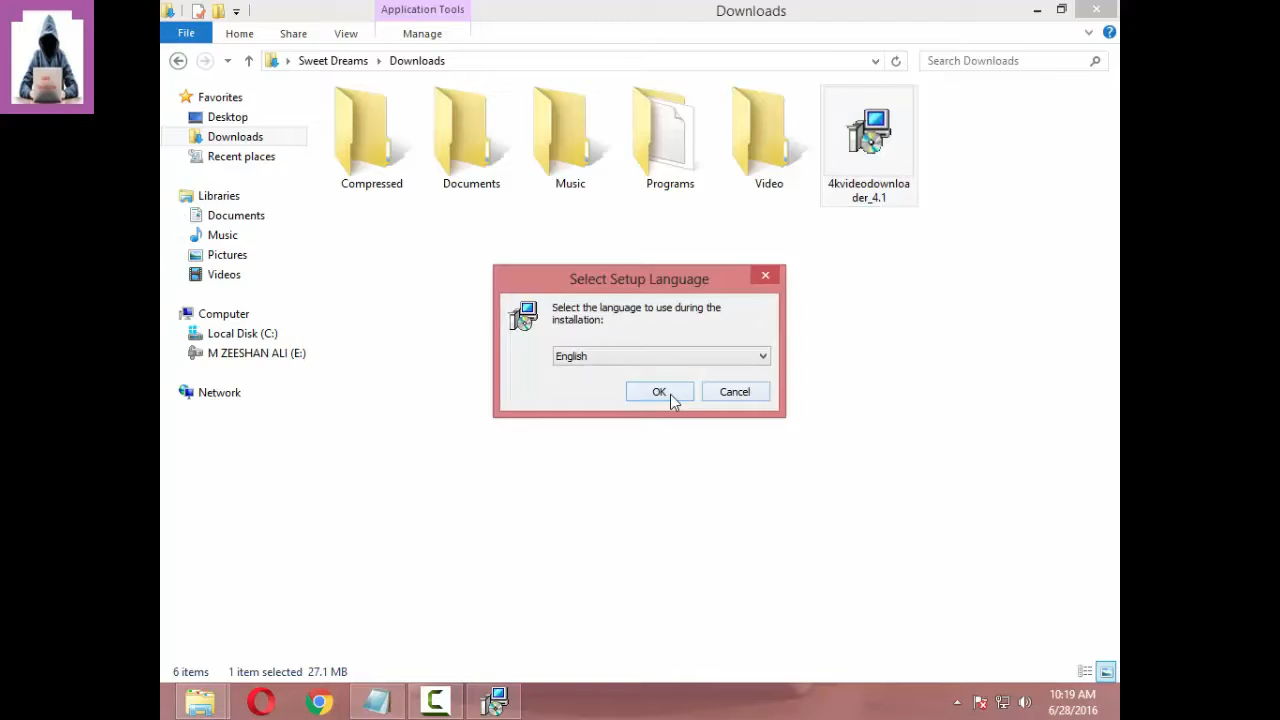 Application Tools
Downloads
File
Home
Share
View
Manage
Sweet Dreams
Downloads
Search Downloads
Favorites
Desktop
Downloads
Recent places
Libraries
Documents
Music
Pictures
Videos
Computer
Local Disk (C:)
M ZEESHAN ALI (E:)
Network
Compressed
Documents
Music
Programs
Video
4kvideodownloa
der_4.1
Select Setup Language
Select the language to use during the
installation:
English
OK
Cancel
6 items
1 item selected 27.1 MB
10:19 AM
6/28/2016